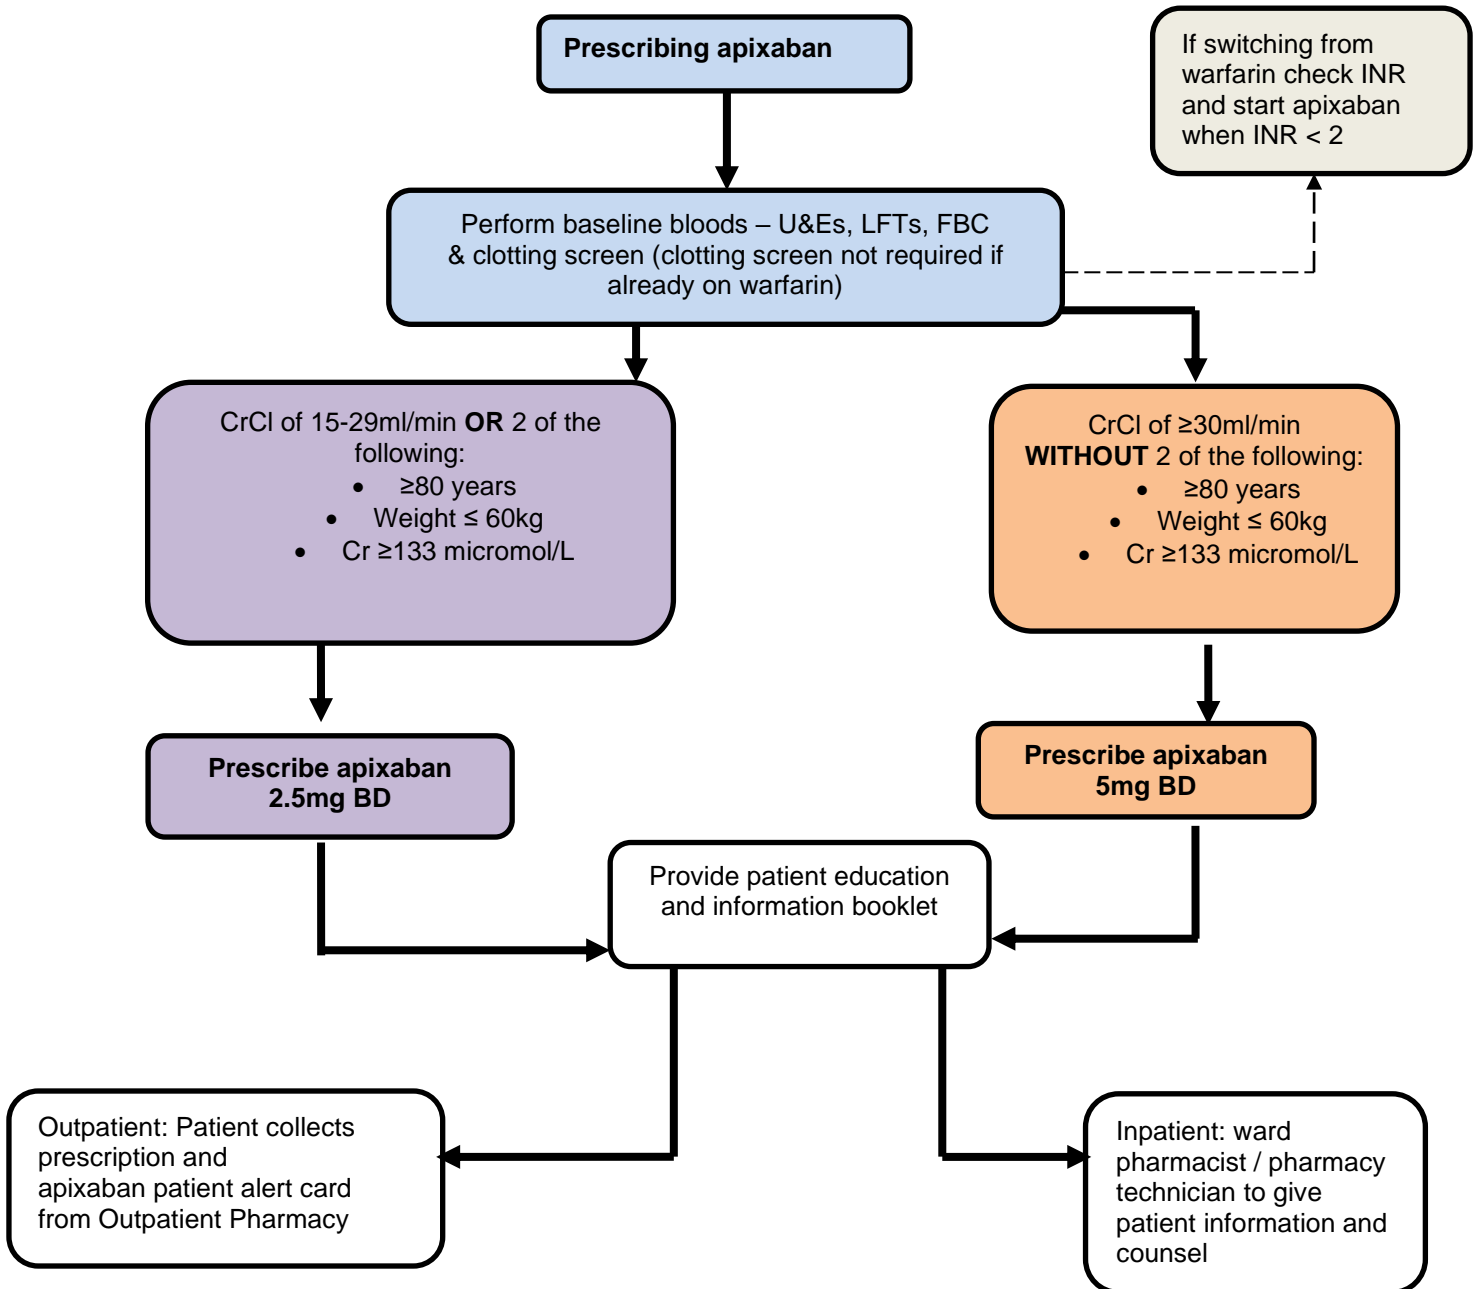 Prescribing apixaban
If switching from
warfarin check INR
and start apixaban
when INR < 2
Perform baseline bloods – U&Es, LFTs, FBC
& clotting screen (clotting screen not required if
already on warfarin)
CrCl of 15-29ml/min OR 2 of the
following:
• ≥80 years
• Weight ≤ 60kg
• Cr ≥133 micromol/L
CrCl of ≥30ml/min
WITHOUT 2 of the following:
• ≥80 years
• Weight ≤ 60kg
• Cr ≥133 micromol/L
Prescribe apixaban
2.5mg BD
Prescribe apixaban
5mg BD
Provide patient education
and information booklet
Outpatient: Patient collects
prescription and
apixaban patient alert card
from Outpatient Pharmacy
Inpatient: ward
pharmacist / pharmacy
technician to give
patient information and
counsel